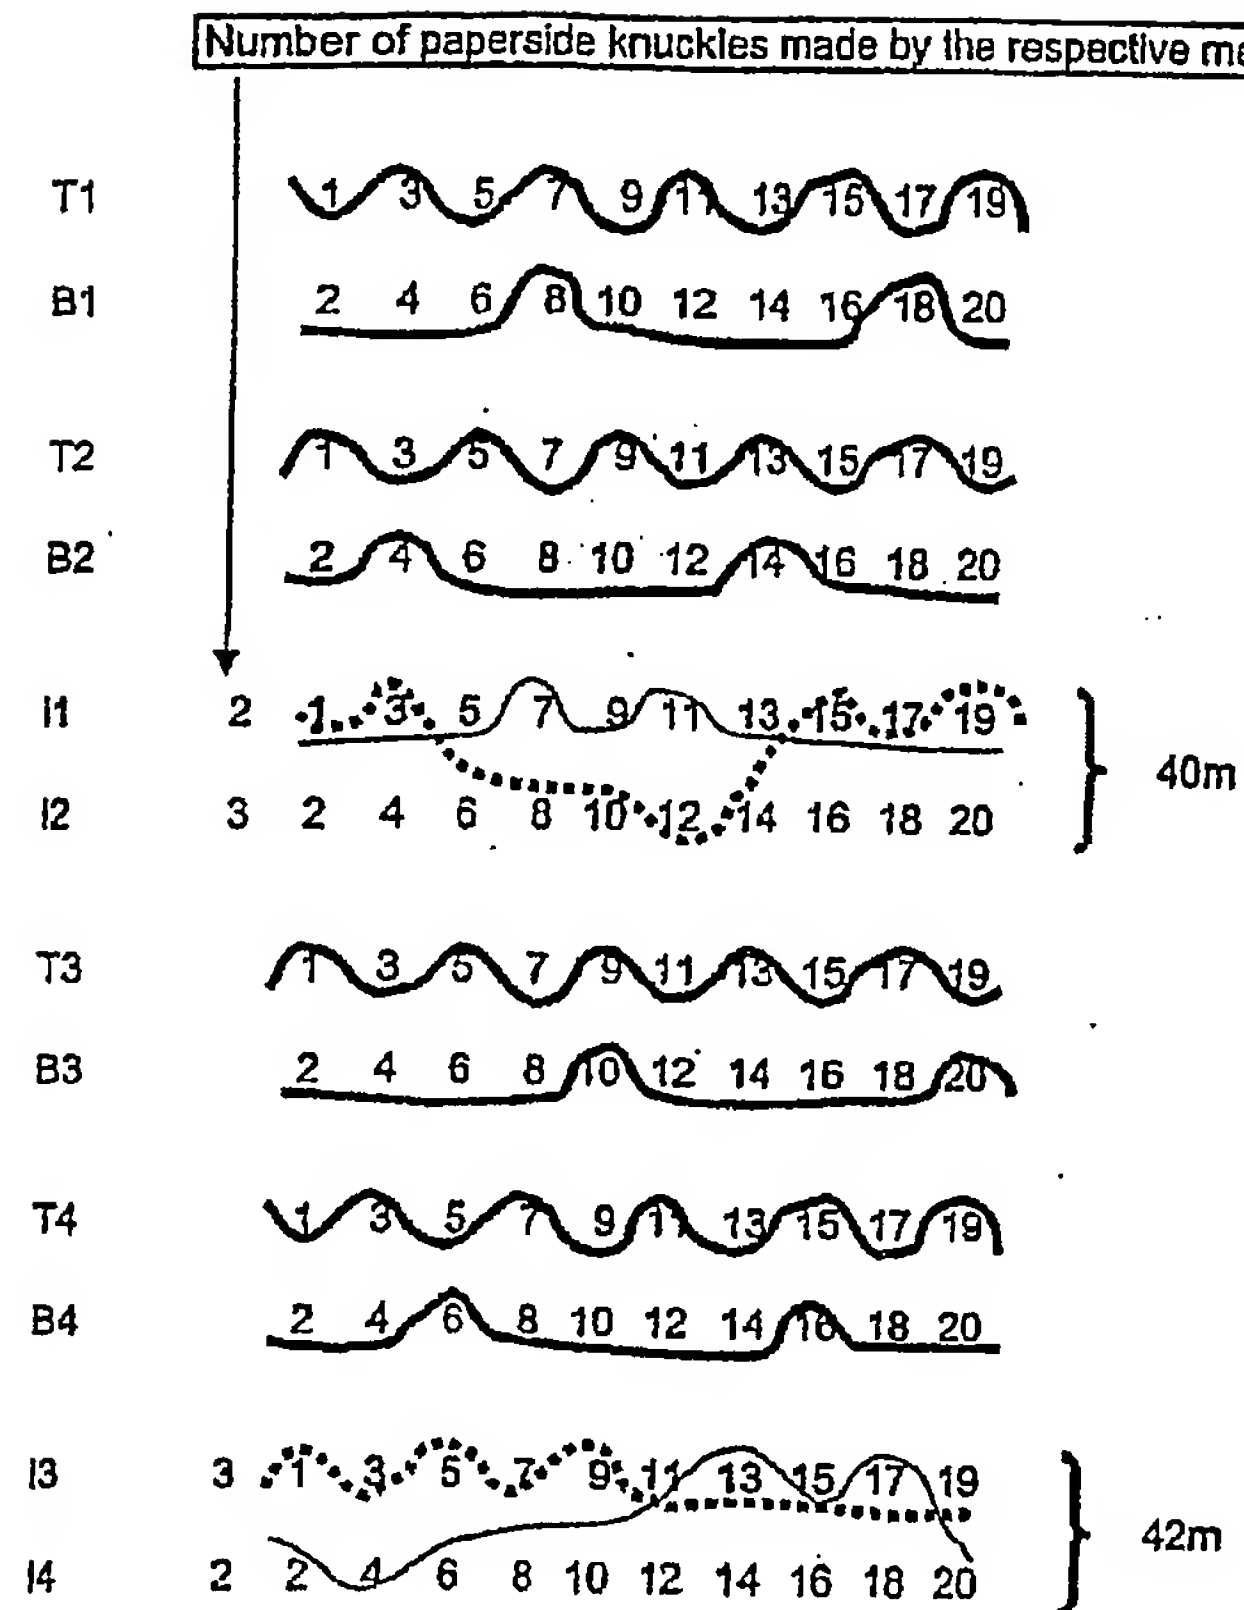 Number of paperside knuckles made by the respective
T1 1 3 5 7 9 11 13 15 17 19
B1 2 4 6 8 10 12 14 16 18 20
T2 1 3 5 7 9 11 13 15 17 19
B2 2 4 6 8 10 12 14 16 18 20
I1 2 1 3 5 7 9 11 13 15 17 19
40m
I2 3 2 4 6 8 10 12 14 16 18 20
T3 1 3 5 7 9 11 13 15 17 19
B3 2 4 6 8 10 12 14 16 18 20
T4 1 3 5 7 9 11 13 15 17 19
B4 2 4 6 8 10 12 14 16 18 20
I3 3 1 3 5 7 9 11 13 15 17 19
42m
I4 2 2 4 6 8 10 12 14 16 18 20